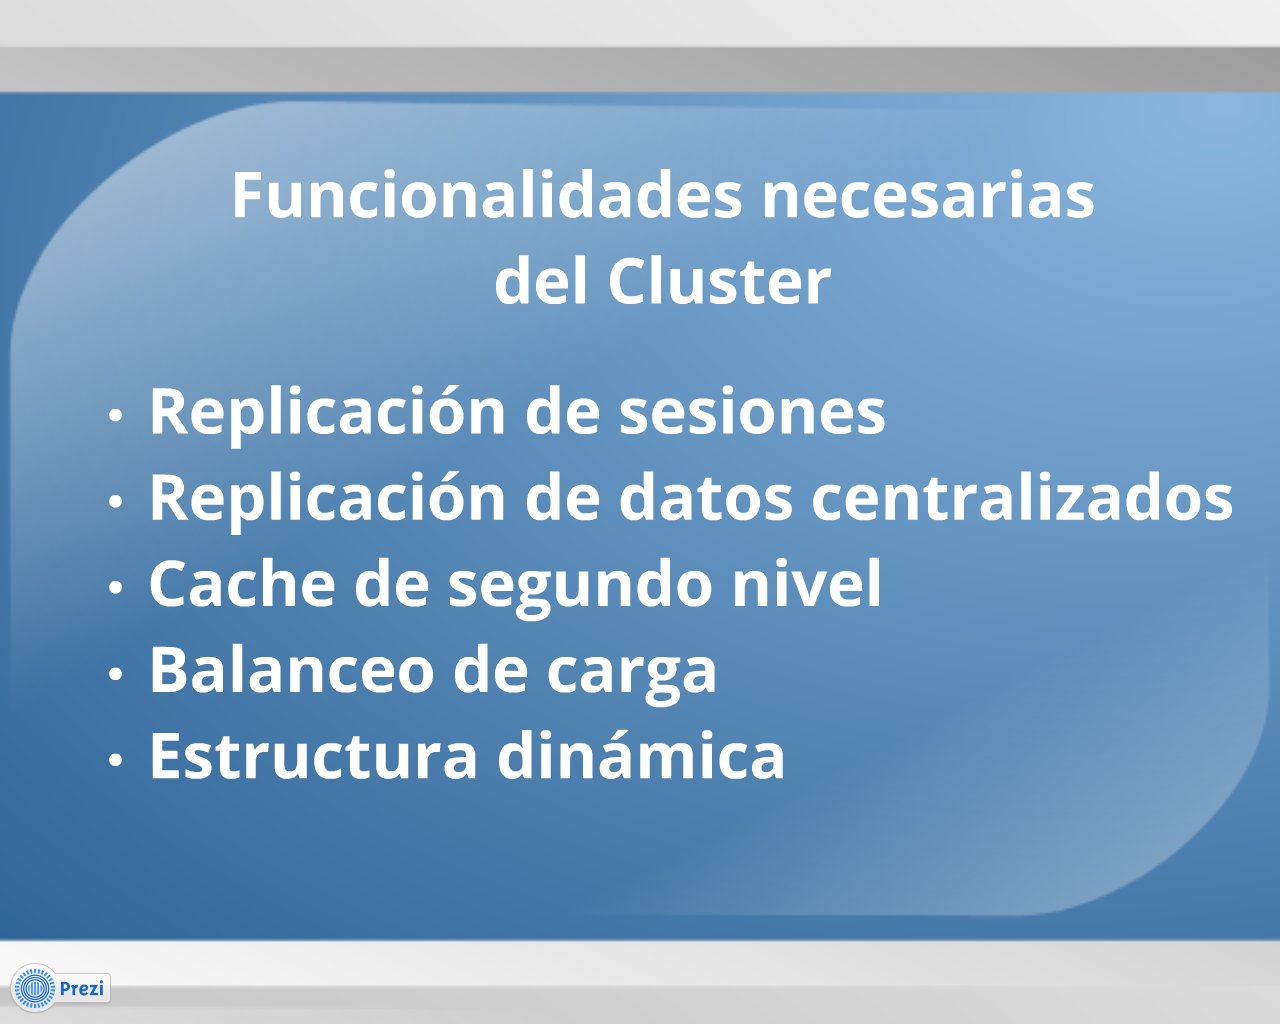 Funcionalidades necesarias
del Cluster
• Replicación de sesiones
• Replicación de datos centralizados
• Cache de segundo nivel
• Balanceo de carga
• Estructura dinámica
Prezi